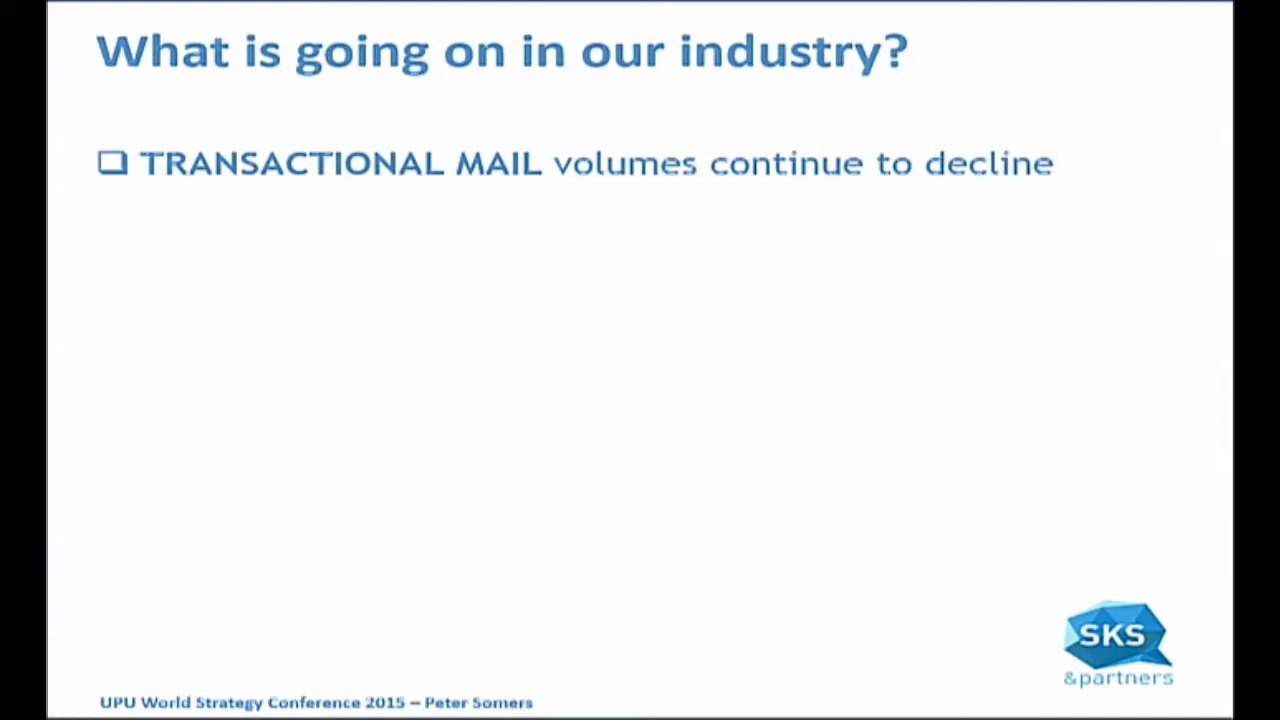 What is going on in our industry?
❑ TRANSACTIONAL MAIL volumes continue to decline
SKS
&partners
UPU World Strategy Conference 2015 – Peter Somers